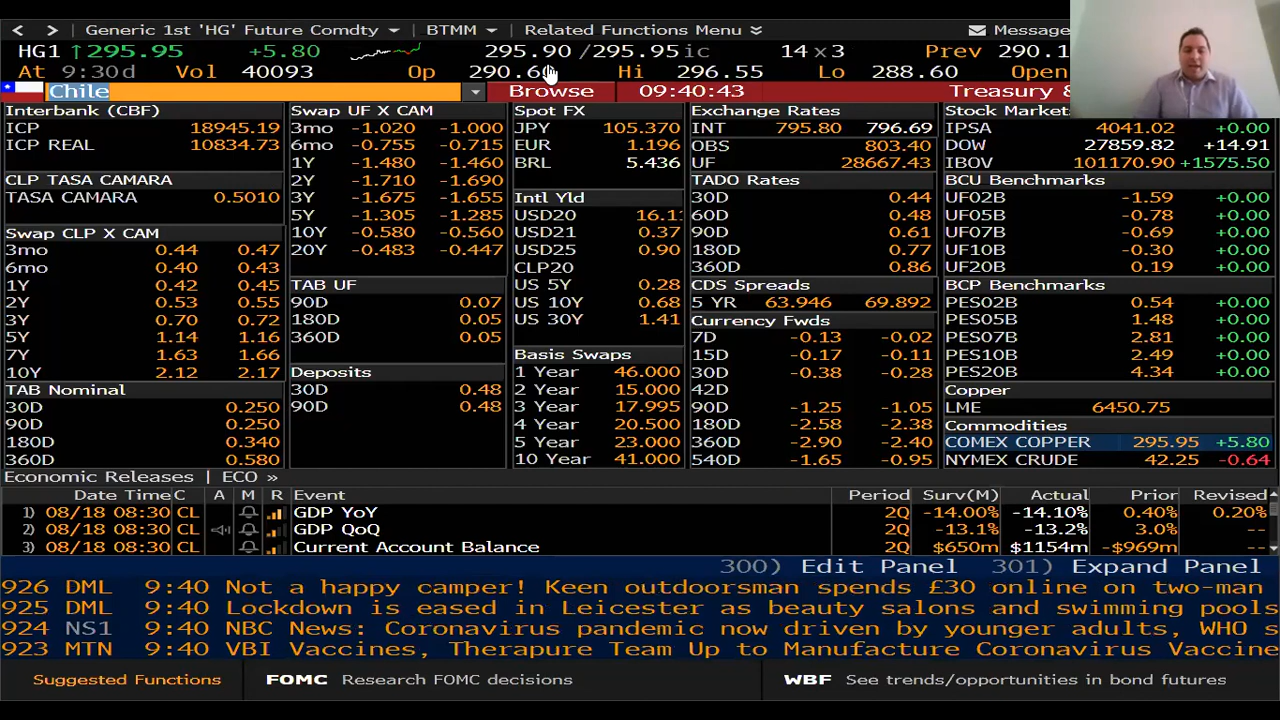 Generic 1st 'HG' Future Comdty BTMM Related Functions Menu Message
HG1 ↑295.95 +5.80 295.90 /295.95 ic 14 x 3 Prev 290.1
At 9:30d Vol 40093 Op 290.60 Hi 296.55 Lo 288.60 Open
Chile Browse 09:40:43 Treasury &
Interbank (CBF)
ICP 18945.19
ICP REAL 10834.73
CLP TASA CAMARA
TASA CAMARA 0.5010
Swap CLP X CAM
3mo 0.44 0.47
6mo 0.40 0.43
1Y 0.42 0.45
2Y 0.53 0.55
3Y 0.70 0.72
5Y 1.14 1.16
7Y 1.63 1.66
10Y 2.12 2.17
TAB Nominal
30D 0.250
90D 0.250
180D 0.340
360D 0.580
Swap UF X CAM
3mo -1.020 -1.000
6mo -0.755 -0.715
1Y -1.480 -1.460
2Y -1.710 -1.690
3Y -1.675 -1.655
5Y -1.305 -1.285
10Y -0.580 -0.560
20Y -0.483 -0.447
TAB UF
90D 0.07
180D 0.05
360D 0.05
Deposits
30D 0.48
90D 0.48
Spot FX
JPY 105.370
EUR 1.196
BRL 5.436
Intl Yld
USD20 16.1
USD21 0.37
USD25 0.90
CLP20
US 5Y 0.28
US 10Y 0.68
US 30Y 1.41
Basis Swaps
1 Year 46.000
2 Year 15.000
3 Year 17.995
4 Year 20.500
5 Year 23.000
10 Year 41.000
Exchange Rates
INT 795.80 796.69
OBS 803.40
UF 28667.43
TADO Rates
30D 0.44
60D 0.48
90D 0.61
180D 0.77
360D 0.86
CDS Spreads
5 YR 63.946 69.892
Currency Fwds
7D -0.13 -0.02
15D -0.17 -0.11
30D -0.38 -0.28
42D
90D -1.25 -1.05
180D -2.58 -2.38
360D -2.90 -2.40
540D -1.65 -0.95
Stock Market
IPSA 4041.02 +0.00
DOW 27859.82 +14.91
IBOV 101170.90 +1575.50
BCU Benchmarks
UF02B -1.59 +0.00
UF05B -0.78 +0.00
UF07B -0.69 +0.00
UF10B -0.30 +0.00
UF20B 0.19 +0.00
BCP Benchmarks
PES02B 0.54 +0.00
PES05B 1.48 +0.00
PES07B 2.81 +0.00
PES10B 2.49 +0.00
PES20B 4.34 +0.00
Copper
LME 6450.75
Commodities
COMEX COPPER 295.95 +5.80
NYMEX CRUDE 42.25 -0.64
Economic Releases | ECO »
Date Time C A M R Event Period Surv(M) Actual Prior Revised
1) 08/18 08:30 CL GDP YoY 2Q -14.00% -14.10% 0.40% 0.20%
2) 08/18 08:30 CL GDP QoQ 2Q -13.1% -13.2% 3.0% --
3) 08/18 08:30 CL Current Account Balance 2Q $650m $1154m -$969m --
300) Edit Panel 301) Expand Panel
926 DML 9:40 Not a happy camper! Keen outdoorsman spends £30 online on two-man
925 DML 9:40 Lockdown is eased in Leicester as beauty salons and swimming pools
924 NS1 9:40 NBC News: Coronavirus pandemic now driven by younger adults, WHO s
923 MTN 9:40 VBI Vaccines, Therapure Team Up to Manufacture Coronavirus Vaccine
Suggested Functions FOMC Research FOMC decisions WBF See trends/opportunities in bond futures